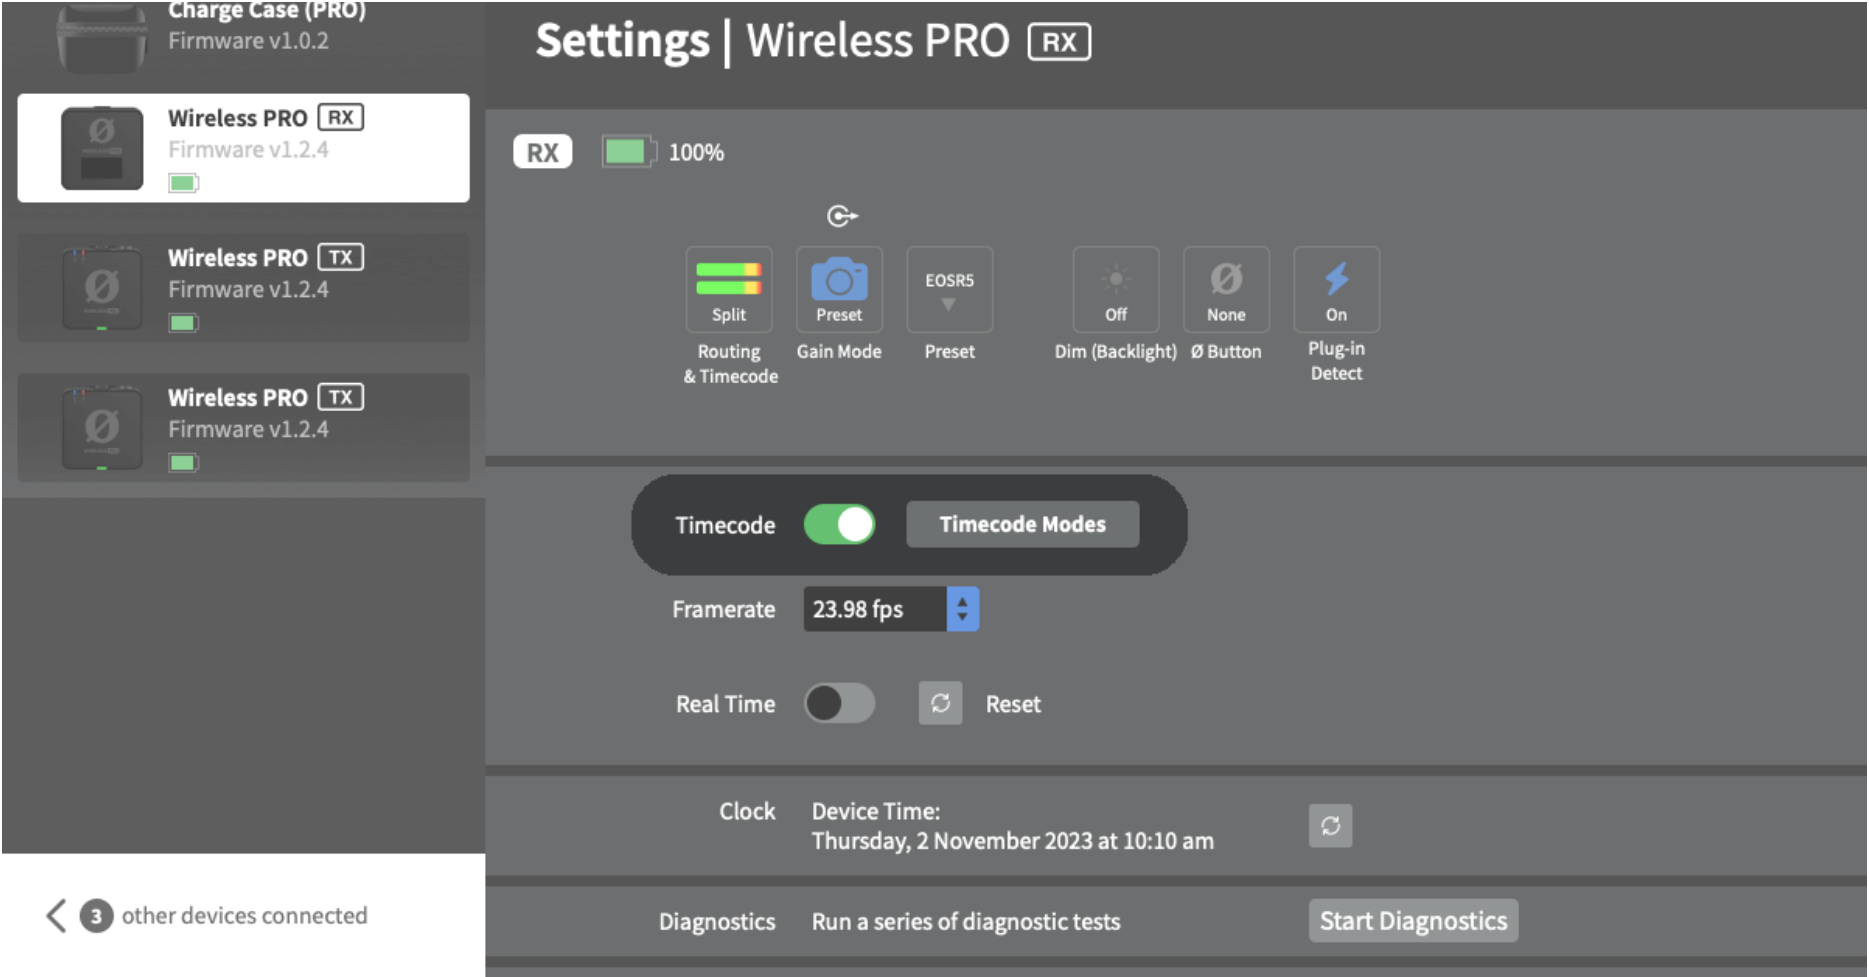 Charge Case (PRO)
Firmware v1.0.2
Wireless PRO RX
Firmware v1.2.4
Wireless PRO TX
Firmware v1.2.4
Wireless PRO TX
Firmware v1.2.4
3 other devices connected
Settings | Wireless PRO RX
RX 100%
Split
Routing
& Timecode
Preset
Gain Mode
EOSR5
Preset
Off
Dim (Backlight)
None
Ø Button
On
Plug-in
Detect
Timecode Timecode Modes
Framerate 23.98 fps
Real Time Reset
Clock Device Time:
Thursday, 2 November 2023 at 10:10 am
Diagnostics Run a series of diagnostic tests Start Diagnostics